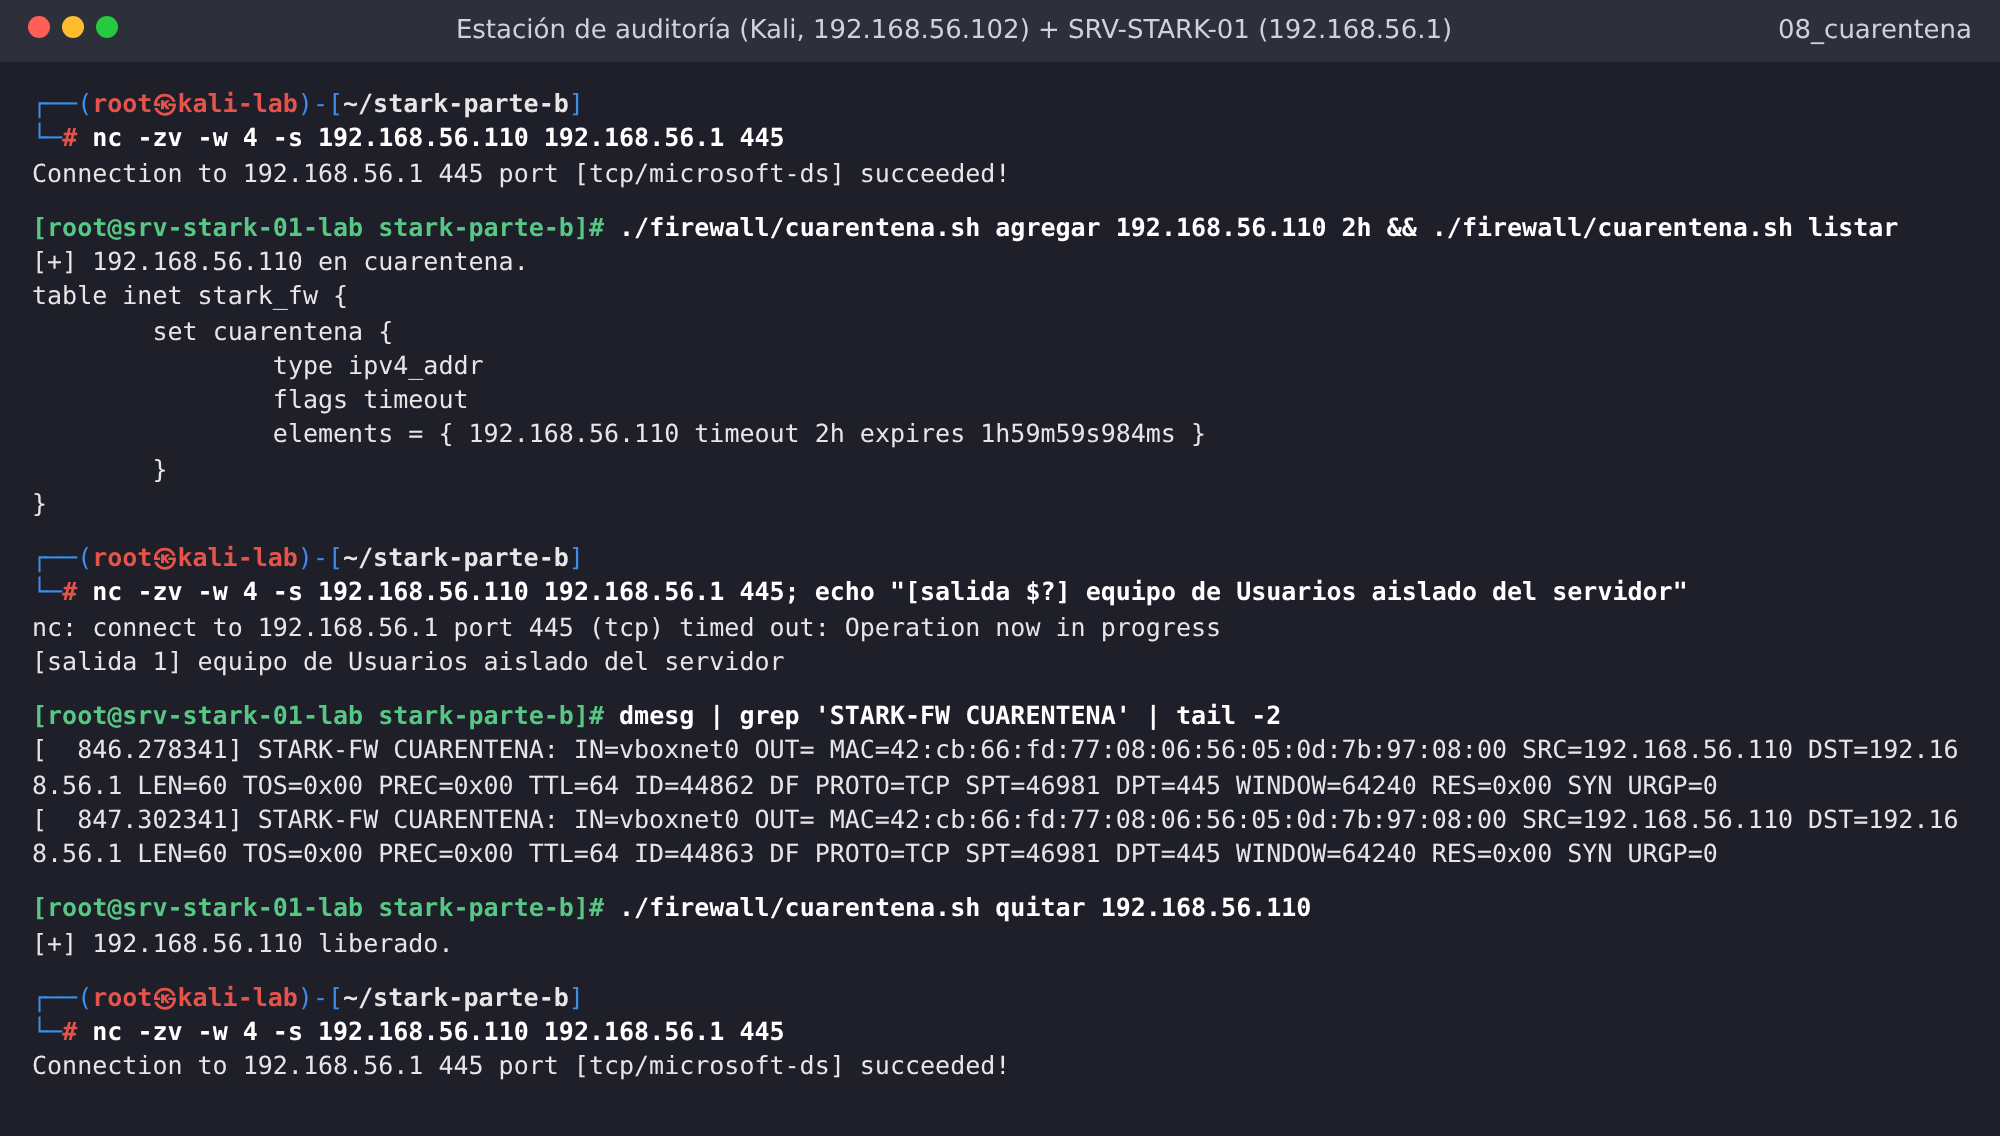 Estación de auditoría (Kali, 192.168.56.102) + SRV-STARK-01 (192.168.56.1)
08_cuarentena
┌──(root㉿kali-lab)-[~/stark-parte-b]
└─# nc -zv -w 4 -s 192.168.56.110 192.168.56.1 445
Connection to 192.168.56.1 445 port [tcp/microsoft-ds] succeeded!
[root@srv-stark-01-lab stark-parte-b]# ./firewall/cuarentena.sh agregar 192.168.56.110 2h && ./firewall/cuarentena.sh listar
[+] 192.168.56.110 en cuarentena.
table inet stark_fw {
        set cuarentena {
                type ipv4_addr
                flags timeout
                elements = { 192.168.56.110 timeout 2h expires 1h59m59s984ms }
        }
}
┌──(root㉿kali-lab)-[~/stark-parte-b]
└─# nc -zv -w 4 -s 192.168.56.110 192.168.56.1 445; echo "[salida $?] equipo de Usuarios aislado del servidor"
nc: connect to 192.168.56.1 port 445 (tcp) timed out: Operation now in progress
[salida 1] equipo de Usuarios aislado del servidor
[root@srv-stark-01-lab stark-parte-b]# dmesg | grep 'STARK-FW CUARENTENA' | tail -2
[  846.278341] STARK-FW CUARENTENA: IN=vboxnet0 OUT= MAC=42:cb:66:fd:77:08:06:56:05:0d:7b:97:08:00 SRC=192.168.56.110 DST=192.16
8.56.1 LEN=60 TOS=0x00 PREC=0x00 TTL=64 ID=44862 DF PROTO=TCP SPT=46981 DPT=445 WINDOW=64240 RES=0x00 SYN URGP=0
[  847.302341] STARK-FW CUARENTENA: IN=vboxnet0 OUT= MAC=42:cb:66:fd:77:08:06:56:05:0d:7b:97:08:00 SRC=192.168.56.110 DST=192.16
8.56.1 LEN=60 TOS=0x00 PREC=0x00 TTL=64 ID=44863 DF PROTO=TCP SPT=46981 DPT=445 WINDOW=64240 RES=0x00 SYN URGP=0
[root@srv-stark-01-lab stark-parte-b]# ./firewall/cuarentena.sh quitar 192.168.56.110
[+] 192.168.56.110 liberado.
┌──(root㉿kali-lab)-[~/stark-parte-b]
└─# nc -zv -w 4 -s 192.168.56.110 192.168.56.1 445
Connection to 192.168.56.1 445 port [tcp/microsoft-ds] succeeded!